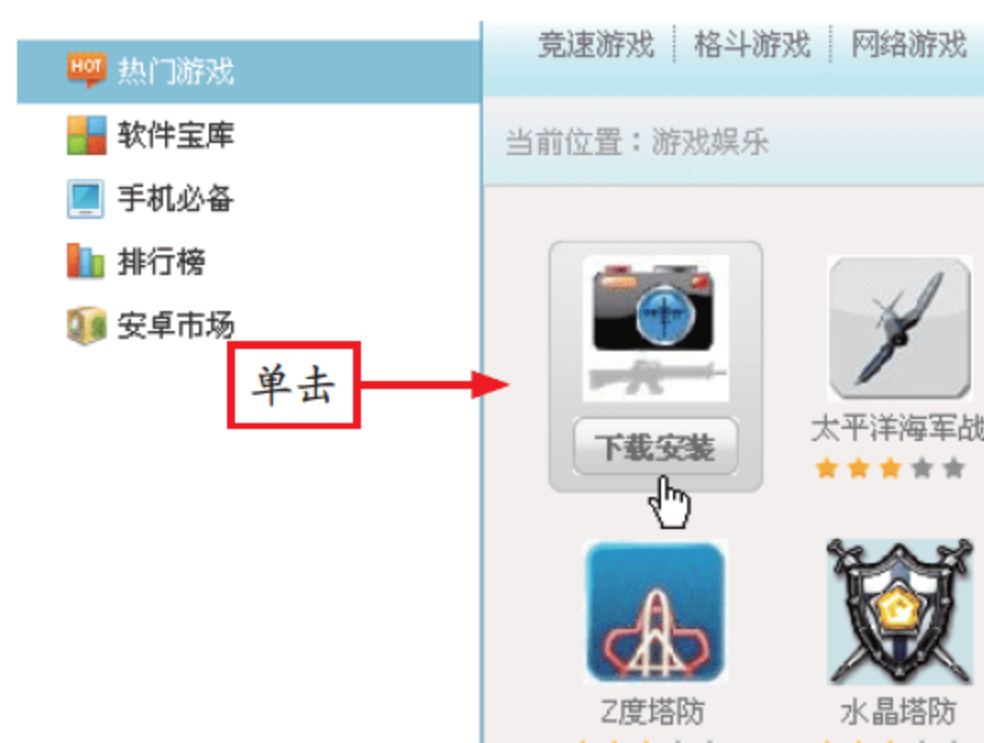 HOT 热门游戏
软件宝库
手机必备
排行榜
安卓市场
单击
竞速游戏 格斗游戏 网络游戏
当前位置：游戏娱乐
下载安装
太平洋海军战
Z度塔防
水晶塔防